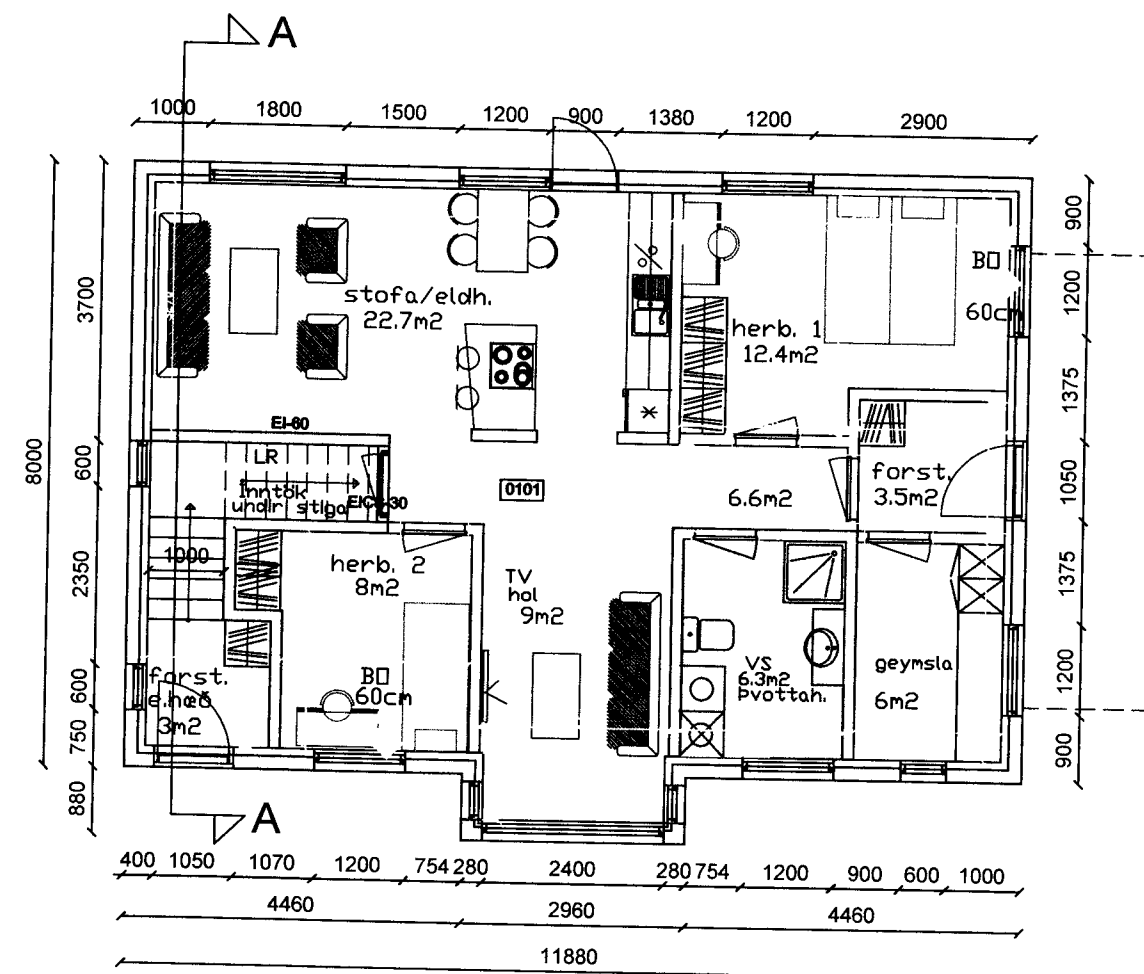 A
1000 1800 1500 1200 900 1380 1200 2900
3700
600
2350
600
750
880
8000
900
1200
1375
1050
1375
1200
900
stofa/eldh.
22.7m2
herb. 1
12.4m2
BO
60cm
EI-60
LR
Inntök
undir stiga
0101
6.6m2
forst.
3.5m2
1000
herb. 2
8m2
TV
hol
9m2
BO
60cm
forst.
e.hæð
3m2
VS
6.3m2
Þvottah.
geymsla
6m2
A
400 1050 1070 1200 754 280 2400 280 754 1200 900 600 1000
4460 2960 4460
11880